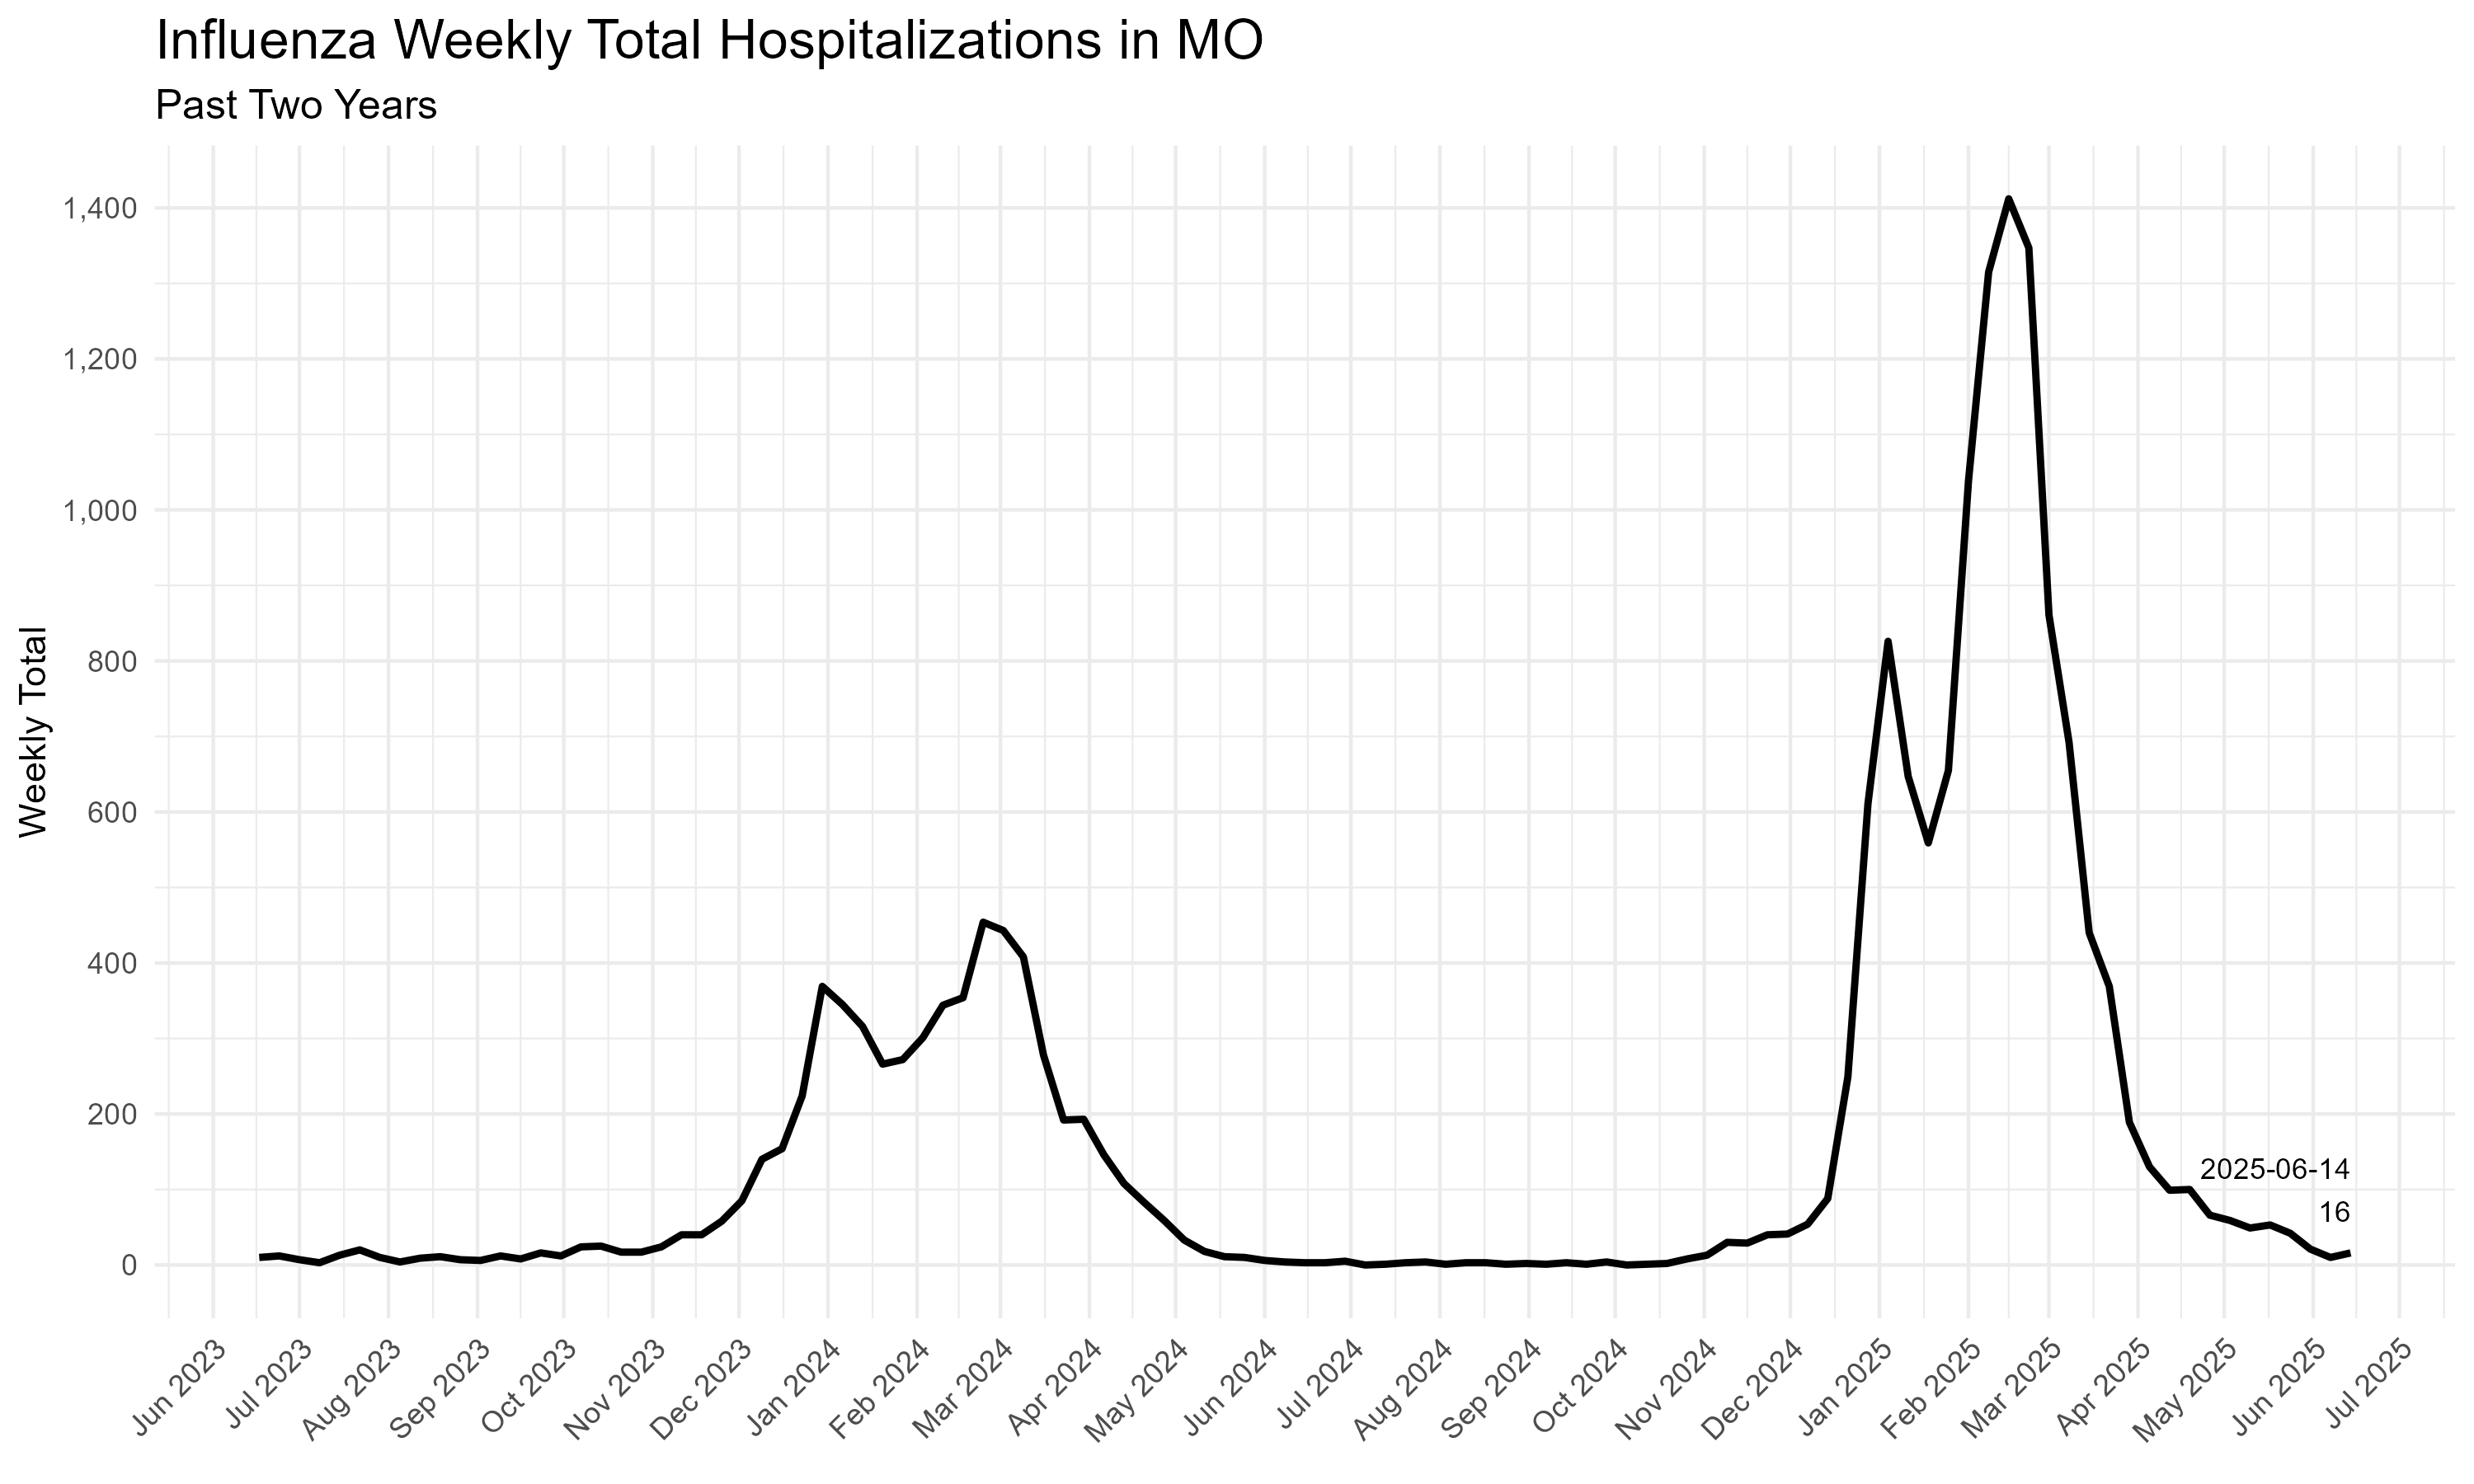 Influenza Weekly Total Hospitalizations in MO
Past Two Years
Weekly Total
1,400
1,200
1,000
800
600
400
200
0
2025-06-14
16
Jun 2023
Jul 2023
Aug 2023
Sep 2023
Oct 2023
Nov 2023
Dec 2023
Jan 2024
Feb 2024
Mar 2024
Apr 2024
May 2024
Jun 2024
Jul 2024
Aug 2024
Sep 2024
Oct 2024
Nov 2024
Dec 2024
Jan 2025
Feb 2025
Mar 2025
Apr 2025
May 2025
Jun 2025
Jul 2025